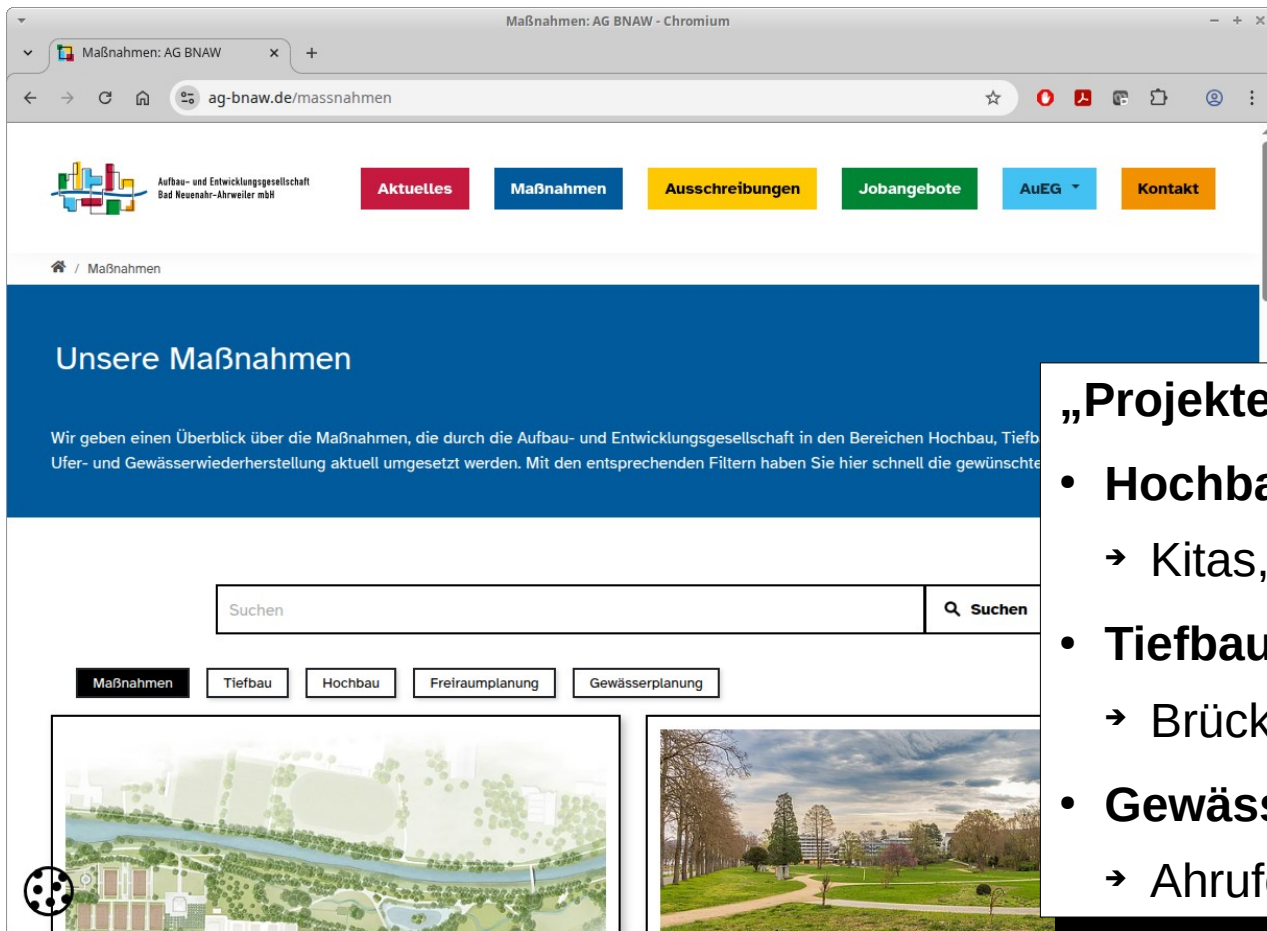 Maßnahmen: AG BNAW - Chromium
Maßnahmen: AG BNAW
ag-bnaw.de/massnahmen
Aufbau- und Entwicklungsgesellschaft
Bad Neuenahr-Ahrweiler mbH
Aktuelles Maßnahmen Ausschreibungen Jobangebote AuEG Kontakt
/ Maßnahmen
Unsere Maßnahmen
Wir geben einen Überblick über die Maßnahmen, die durch die Aufbau- und Entwicklungsgesellschaft in den Bereichen Hochbau, Tiefb
Ufer- und Gewässerwiederherstellung aktuell umgesetzt werden. Mit den entsprechenden Filtern haben Sie hier schnell die gewünschte
Suchen Suchen
Maßnahmen Tiefbau Hochbau Freiraumplanung Gewässerplanung
„Projekte
• Hochba
➔ Kitas,
• Tiefbau
➔ Brück
• Gewäss
➔ Ahrufe